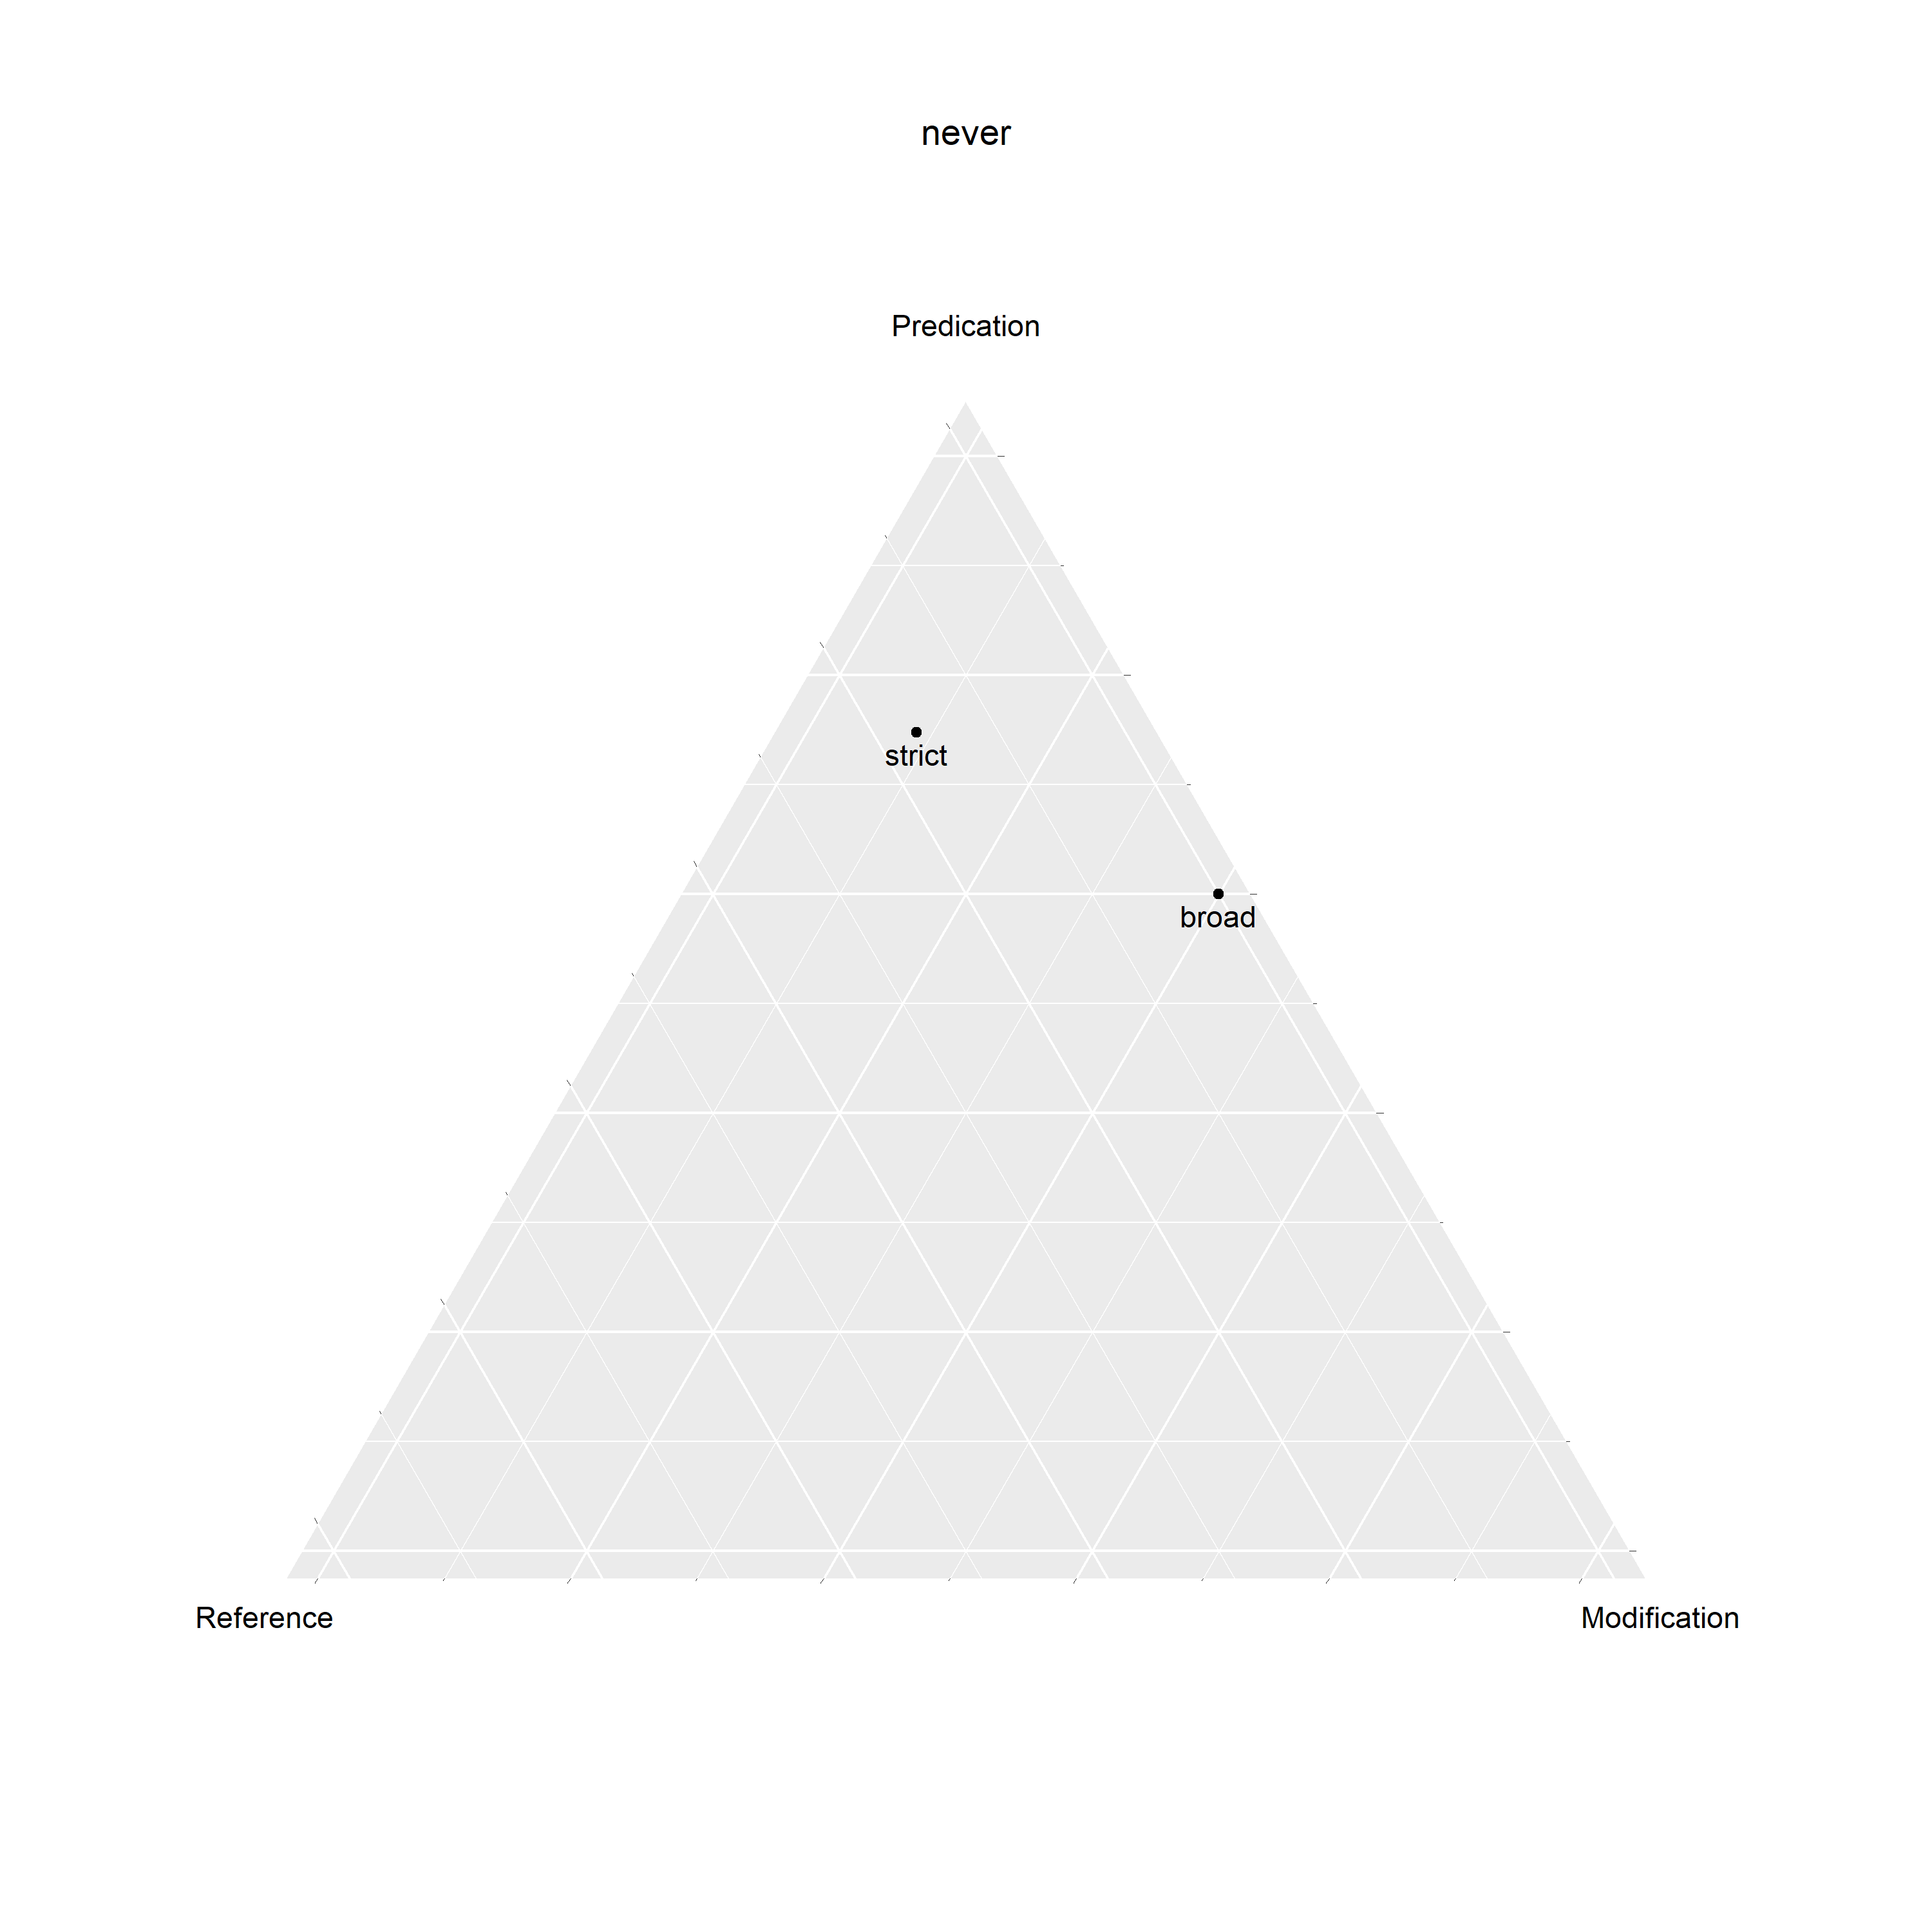 never
Predication
strict
broad
Reference
Modification